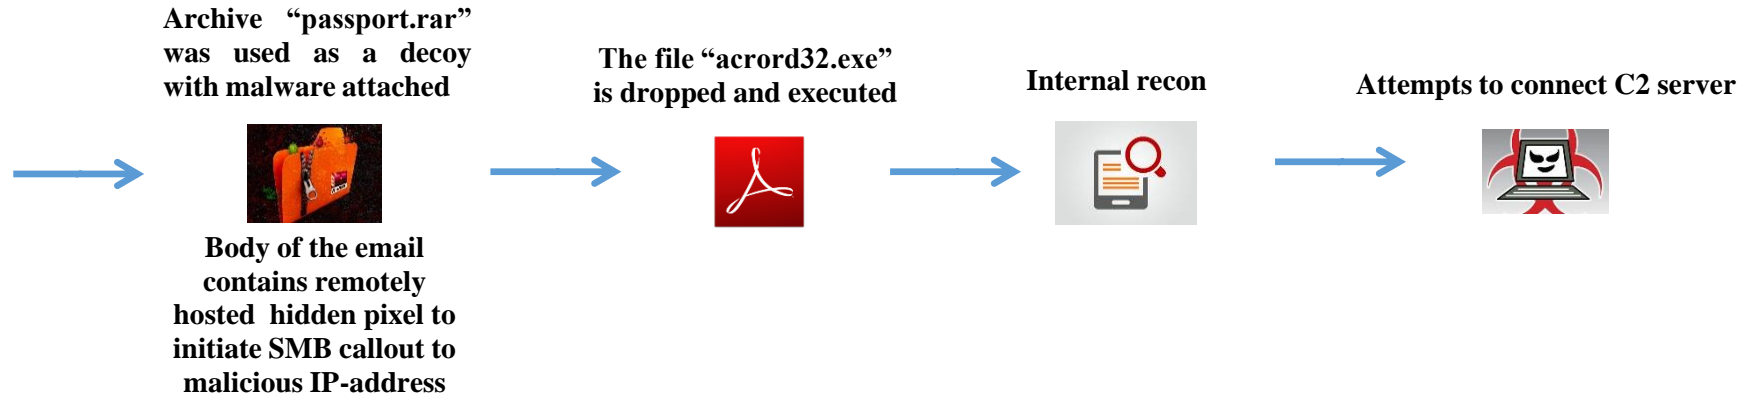 Archive “passport.rar”
was used as a decoy
with malware attached
Body of the email
contains remotely
hosted hidden pixel to
initiate SMB callout to
malicious IP-address
The file “acrord32.exe”
is dropped and executed
Internal recon
Attempts to connect C2 server